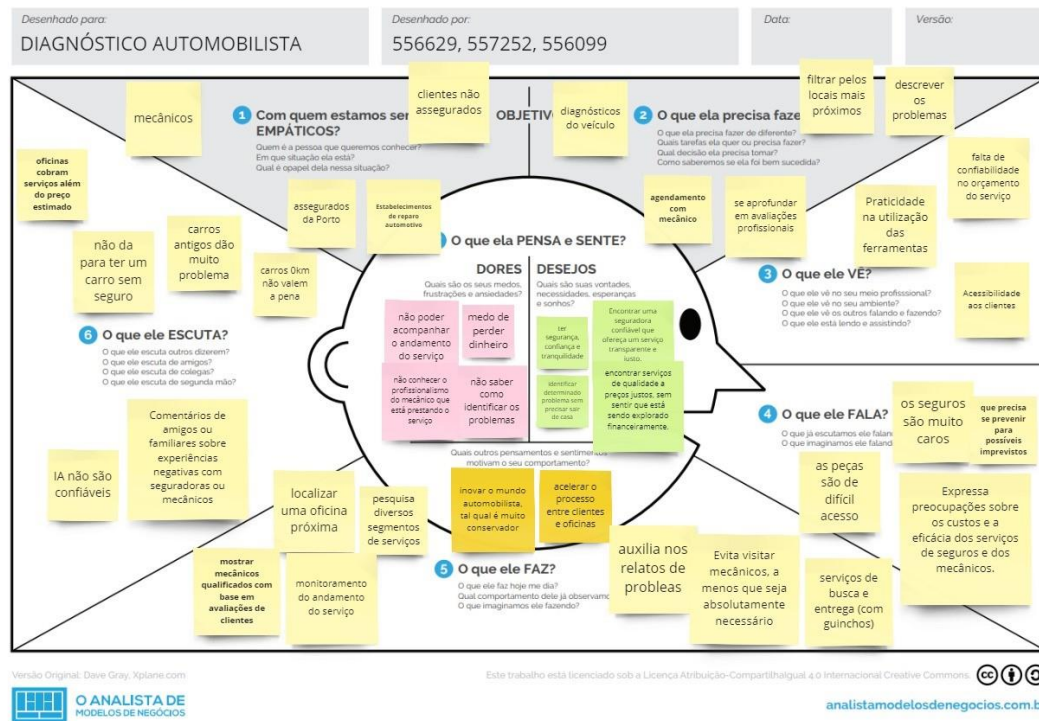 Desenhado para:
DIAGNÓSTICO AUTOMOBILISTA
Desenhado por:
556629, 557252, 556099
Data:
Versão:
mecânicos
1 Com quem estamos ser
EMPÁTICOS?
Quem é a pessoa que queremos conhecer?
Em que situação ela está?
Qual é opapel dela nessa situação?
clientes não
assegurados
OBJETIV
diagnósticos
do veículo
2 O que ela precisa faze
O que ela precisa fazer de diferente?
Quais tarefas ela quer ou precisa fazer?
Qual decisão ela precisa tomar?
Como saberemos se ela foi bem sucedida?
filtrar pelos
locais mais
próximos
descrever
os
problemas
assegurados
da Porto
Estabelecimentos
de reparo
automotivo
agendamento
com
mecânico
se aprofundar
em avaliações
profissionais
Praticidade
na utilização
das
ferramentas
falta de
confiabilidade
no orçamento
do serviço
oficinas
cobram
serviços além
do preço
estimado
não da
para ter um
carro sem
seguro
carros
antigos dão
muito
problema
carros 0km
não valem
a pena
O que ela PENSA e SENTE?
DORES
Quais são os seus medos,
frustrações e ansiedades?
DESEJOS
Quais são suas vontades,
necessidades, esperanças
e sonhos?
não poder
acompanhar
o andamento
do serviço
medo de
perder
dinheiro
não conhecer o
profissionalismo
do mecânico que
está prestando o
serviço
não saber
como
identificar os
problemas
ter
segurança,
confiança e
tranquilidade
Encontrar uma
seguradora
confiável que
ofereça um serviço
transparente e
justo.
identificar
determinado
problema sem
precisar sair de
casa
encontrar serviços
de qualidade a
preços justos, sem
sentir que está
sendo explorado
financeiramente.
Quais outros pensamentos e sentimentos
motivam o seu comportamento?
inovar o mundo
automobilista,
tal qual é muito
conservador
acelerar o
processo
entre clientes
e oficinas
3 O que ele VÊ?
O que ele vê no seu meio profisssional?
O que ele vê no seu ambiente?
O que ele vê os outros falando e fazendo?
O que ele está lendo e assistindo?
Acessibilidade
aos clientes
6 O que ele ESCUTA?
O que ele escuta outros dizerem?
O que ele escuta de amigos?
O que ele escuta de colegas?
O que ele escuta de segunda mão?
IA não são
confiáveis
Comentários de
amigos ou
familiares sobre
experiências
negativas com
seguradoras ou
mecânicos
4 O que ele FALA?
O que já escutamos ele falan
O que imaginamos ele faland
os seguros
são muito
caros
que precisa
se prevenir
para
possíveis
imprevistos
as peças
são de
difícil
acesso
Expressa
preocupações sobre
os custos e a
eficácia dos serviços
de seguros e dos
mecânicos.
serviços de
busca e
entrega (com
guinchos)
localizar
uma oficina
próxima
pesquisa
diversos
segmentos
de serviços
mostrar
mecânicos
qualificados com
base em
avaliações de
clientes
monitoramento
do andamento
do serviço
5 O que ele FAZ?
O que ele faz hoje me dia?
Qual comportamento dele já observamo
O que imaginamos ele fazendo?
auxilia nos
relatos de
probleas
Evita visitar
mecânicos, a
menos que seja
absolutamente
necessário
Versão Original: Dave Gray, Xplane.com
Este trabalho está licenciado sob a Licença Atribuição-CompartilhaIgual 4.0 Internacional Creative Commons.
O ANALISTA DE
MODELOS DE NEGÓCIOS
analistamodelosdenegocios.com.b